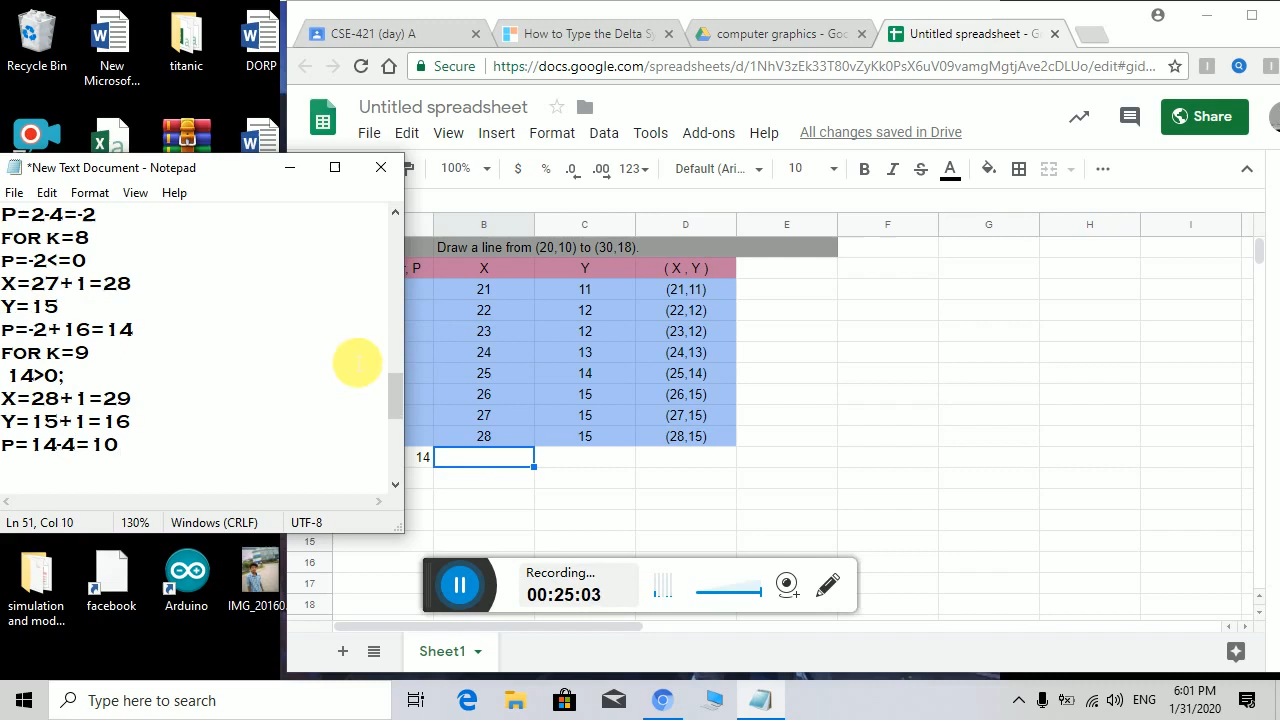 Recycle Bin
New Microsof...
titanic
DORP
CSE-421 (day) A
How to Type the Delta S
computer graphics - Goo
Untitled spreadsheet - G
Secure
https://docs.google.com/spreadsheets/d/1NhV3zEk33T80vZyKk0PsX6uV09vamgMgtjAve2cDLUo/edit#gid...
Untitled spreadsheet
File Edit View Insert Format Data Tools Add-ons Help All changes saved in Drive
Share
100% $ % .0 .00 123 Default (Ari... 10 B I S A
*New Text Document - Notepad
File Edit Format View Help
P=2-4=-2
FOR K=8
P=-2<=0
X=27+1=28
Y=15
P=-2+16=14
FOR K=9
14>0;
X=28+1=29
Y=15+1=16
P=14-4=10
Ln 51, Col 10 130% Windows (CRLF) UTF-8
B C D E F G H I
Draw a line from (20,10) to (30,18).
, P X Y ( X , Y )
21 11 (21,11)
22 12 (22,12)
23 12 (23,12)
24 13 (24,13)
25 14 (25,14)
26 15 (26,15)
27 15 (27,15)
28 15 (28,15)
14
15
16
17
18
Recording...
00:25:03
simulation and mod...
facebook
Arduino
IMG_20160...
Sheet1
Type here to search
ENG
6:01 PM
1/31/2020